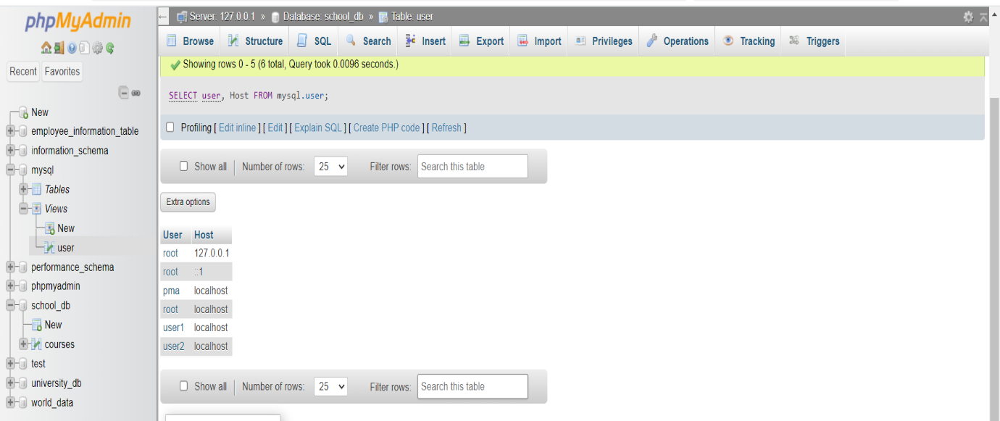 phpMyAdmin
Recent Favorites
New
employee_information_table
information_schema
mysql
Tables
Views
New
user
performance_schema
phpmyadmin
school_db
New
courses
test
university_db
world_data
Server: 127.0.0.1 » Database: school_db » Table: user
Browse Structure SQL Search Insert Export Import Privileges Operations Tracking Triggers
Showing rows 0 - 5 (6 total, Query took 0.0096 seconds.)
SELECT user, Host FROM mysql.user;
Profiling [ Edit inline ] [ Edit ] [ Explain SQL ] [ Create PHP code ] [ Refresh ]
Show all Number of rows: 25 Filter rows: Search this table
Extra options
User Host
root 127.0.0.1
root ::1
pma localhost
root localhost
user1 localhost
user2 localhost
Show all Number of rows: 25 Filter rows: Search this table